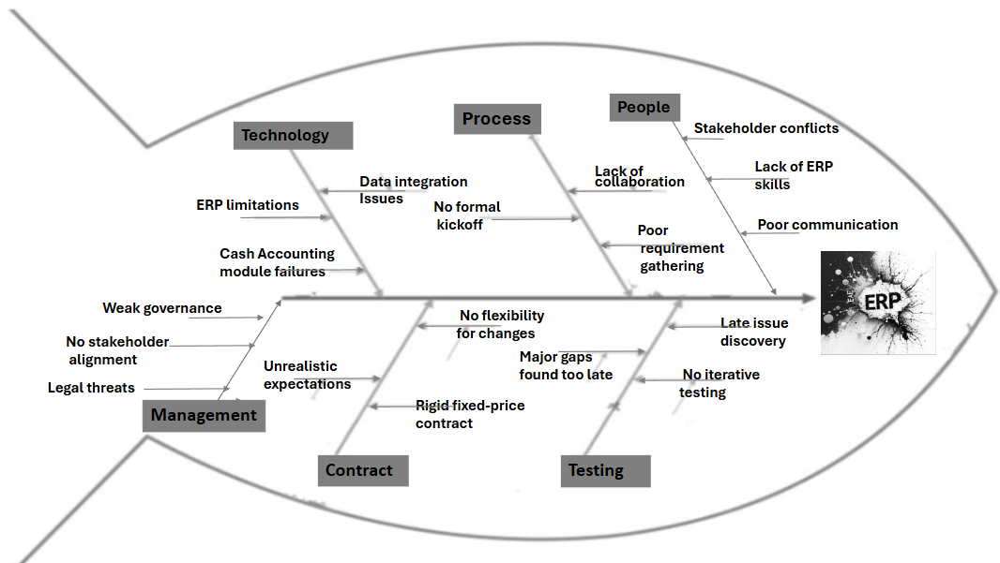 People
Process
Technology
Stakeholder conflicts
Lack of ERP
skills
Poor communication
Lack of
collaboration
No formal
kickoff
Poor
requirement
gathering
Data integration
Issues
ERP limitations
Cash Accounting
module failures
ERP
Weak governance
No stakeholder
alignment
Legal threats
Management
No flexibility
for changes
Unrealistic
expectations
Rigid fixed-price
contract
Contract
Late issue
discovery
Major gaps
found too late
No iterative
testing
Testing